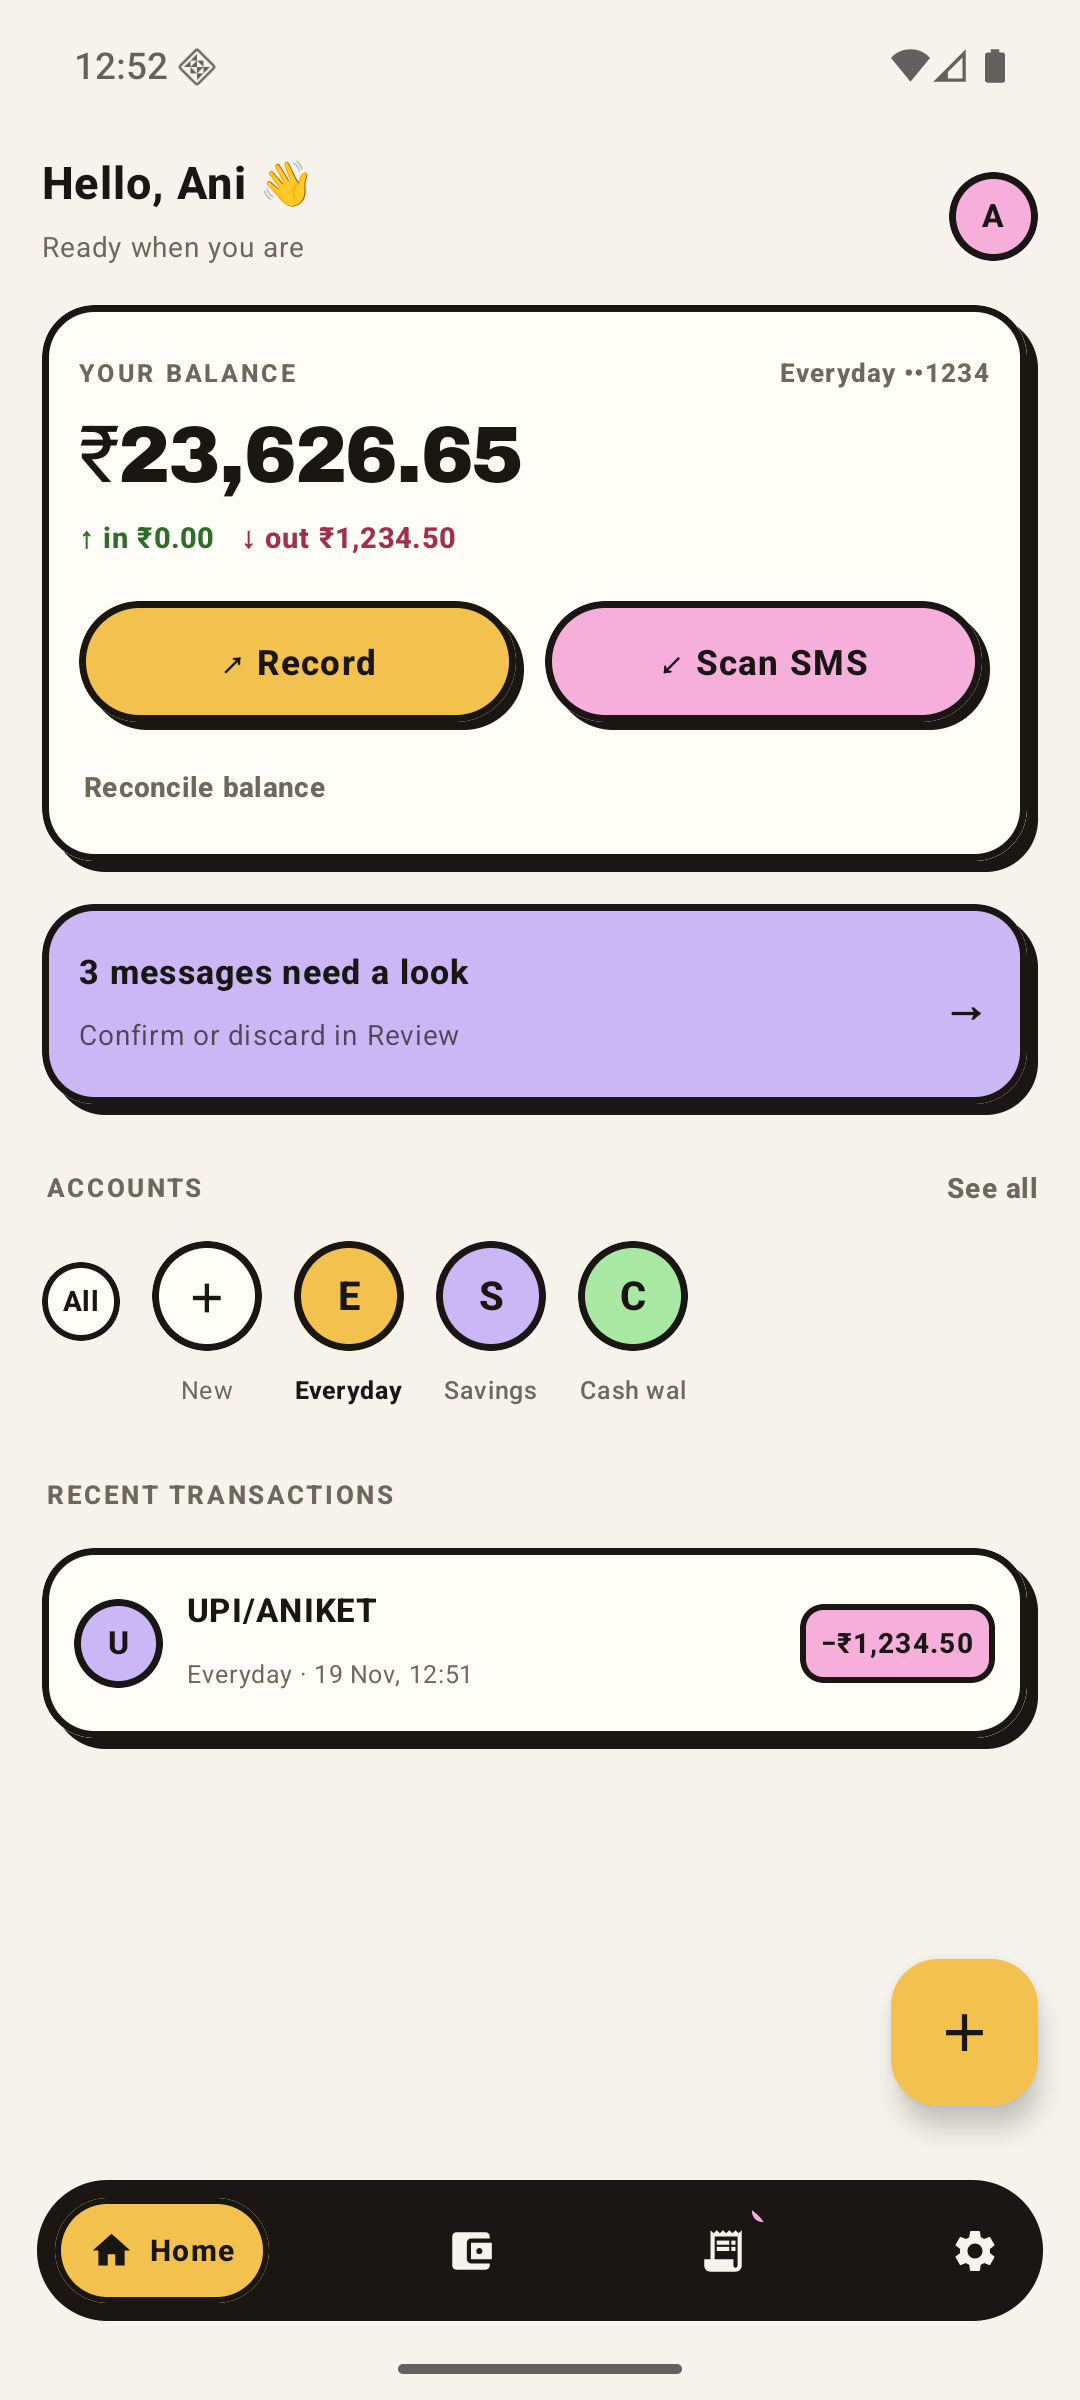 12:52
Hello, Ani 👋
Ready when you are
A
YOUR BALANCE
Everyday ••1234
₹23,626.65
↑ in ₹0.00 ↓ out ₹1,234.50
↗ Record
↙ Scan SMS
Reconcile balance
3 messages need a look
Confirm or discard in Review
→
ACCOUNTS
See all
All
+
E
S
C
New
Everyday
Savings
Cash wal
RECENT TRANSACTIONS
U
UPI/ANIKET
Everyday · 19 Nov, 12:51
−₹1,234.50
+
Home